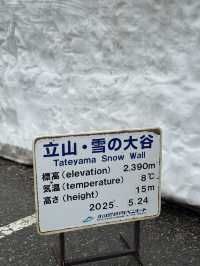 立山・雪の大谷
Tateyama Snow Wall
標高(elevation) 2,390m
気温(temperature) 8℃
高さ(height) 15m
2025. 5.24